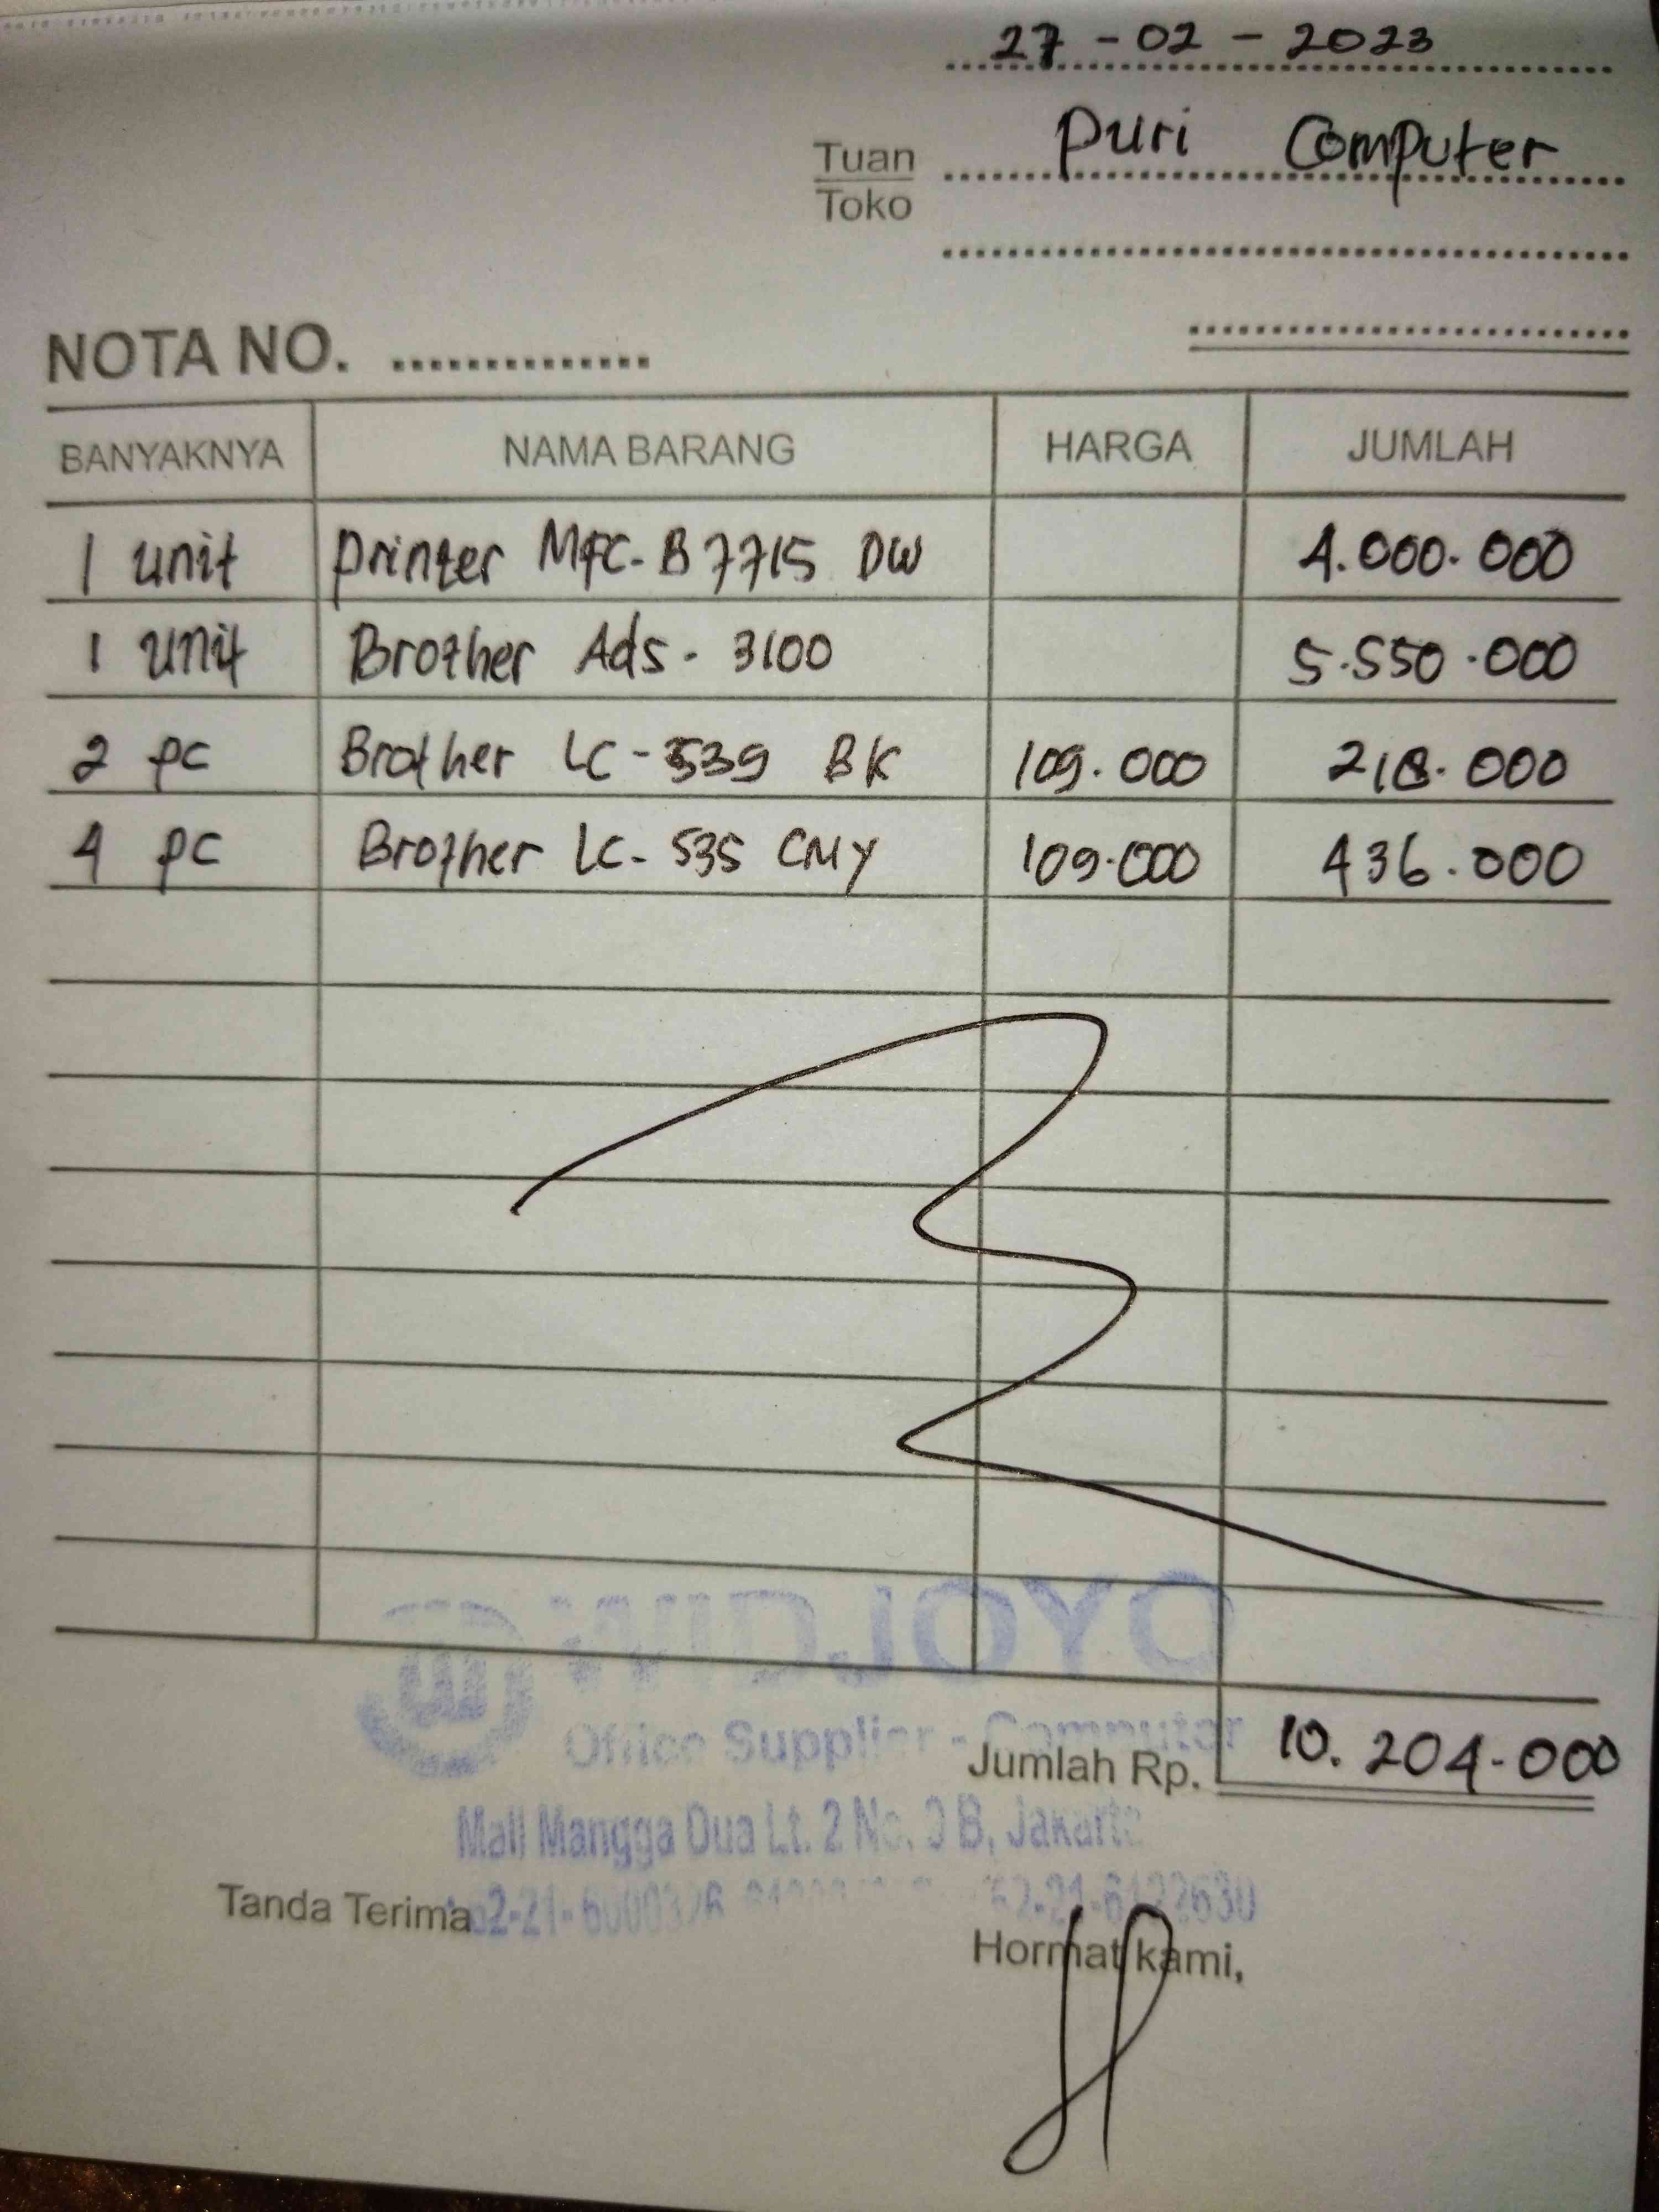 27 - 02 - 2023
Tuan Puri Computer
Toko
NOTA NO. ..............
BANYAKNYA NAMA BARANG HARGA JUMLAH
1 unit Printer MFC-B7715 DW 4.000.000
1 unit Brother Ads - 3100 5.550.000
2 pc Brother LC-539 BK 109.000 218.000
4 pc Brother LC-535 CMY 109.000 436.000
WIDJOYO
Office Supplier - Computer
Jumlah Rp. 10.204.000
Mall Mangga Dua Lt. 2 No. B, Jakarta
Tanda Terima
Hormat kami,